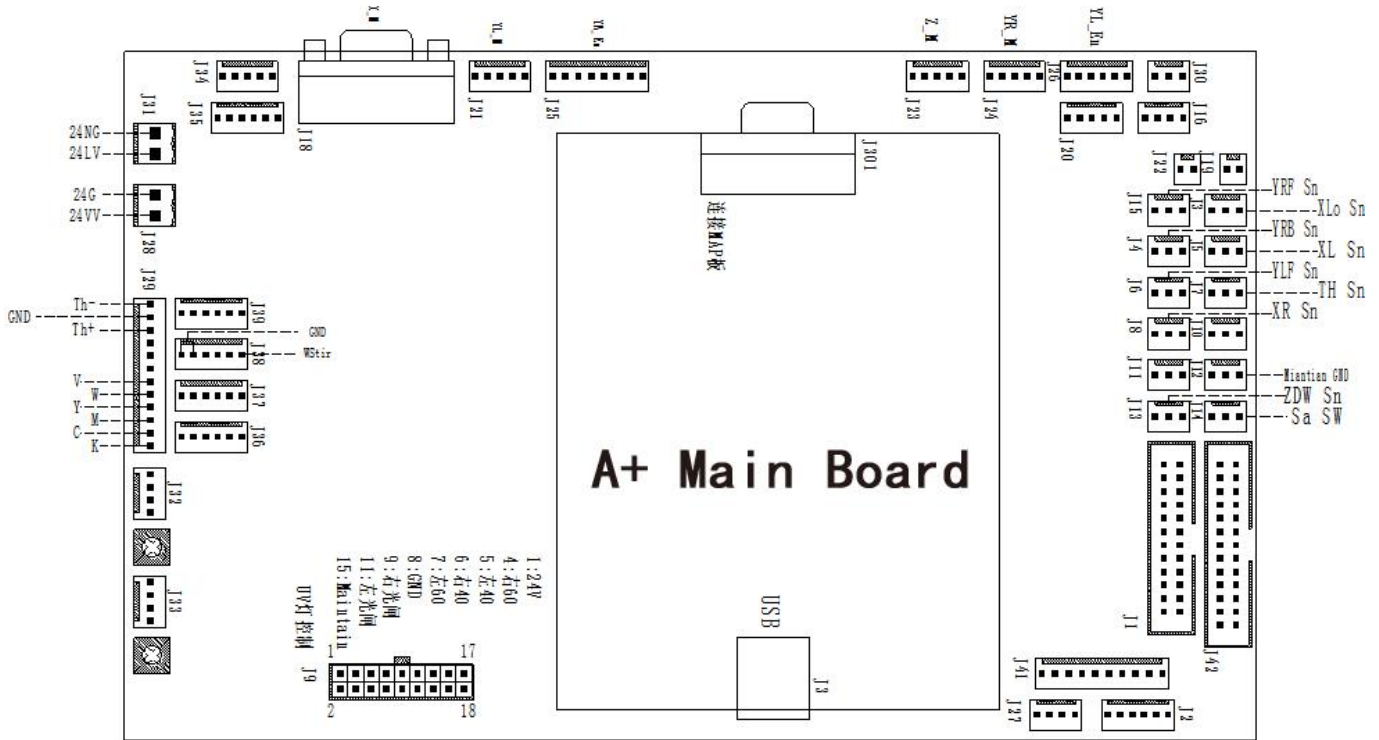 X_M
YL_M
YR_En
Z_M
YR_M
YL_En
J34
J35
J18
J21
J25
J23
J24
J26
J30
J20
J16
J31
24NG
24LV
24G
24VV
J28
J301
连接MAP板
J22
J19
YRF Sn
J15
J3
XLo Sn
YRB Sn
J4
J5
XL Sn
YLF Sn
J6
J7
TH Sn
XR Sn
J8
J10
J11
J12
Miantian GND
ZDW Sn
J13
J14
Sa SW
J29
Th-
GND
Th+
V
W
Y
M
C
K
J39
GND
J38
WStir
J37
J36
A+ Main Board
J32
J33
1:24V
4:右60
5:左40
6:右40
7:左60
8:GND
9:右光闸
11:左光闸
15:Maintain
UV灯控制
J9
1
17
2
18
USB
J3
J1
J42
J41
J27
J2